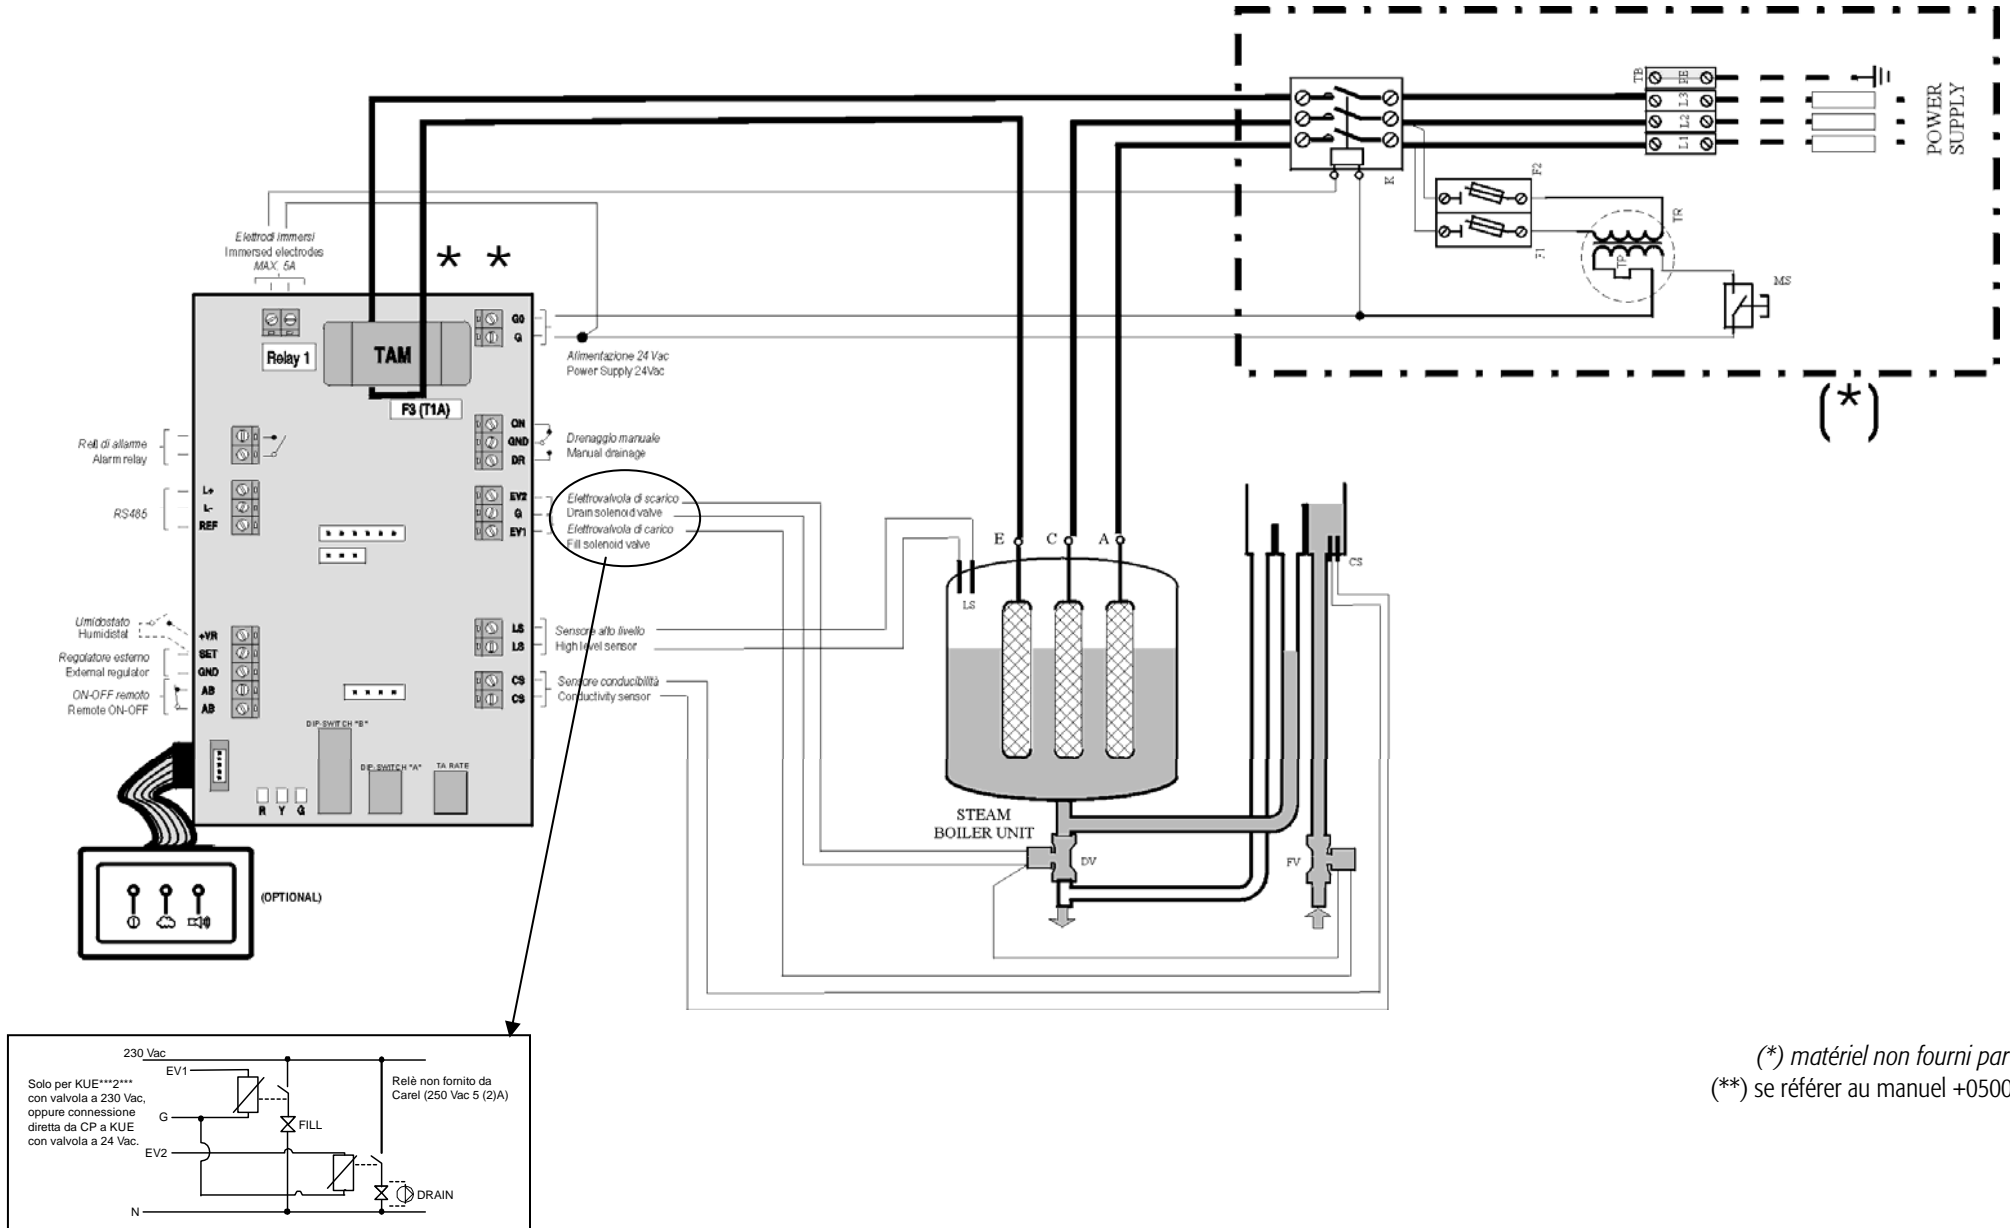 TB
PE
L3
L2
L1
POWER
SUPPLY
K
F2
F1
TR
TP
MS
(*)
Elettrodi immersi
Immersed electrodes
MAX. 5A
* *
Relay 1
TAM
F3 (T1A)
G0
G
Alimentazione 24 Vac
Power Supply 24Vac
Relè di allarme
Alarm relay
ON
GND
DR
Drenaggio manuale
Manual drainage
RS485
L+
L-
REF
EV2
G
EV1
Elettrovalvola di scarico
Drain solenoid valve
Elettrovalvola di carico
Fill solenoid valve
E
C
A
LS
CS
Umidostato
Humidistat
Regolatore esterno
External regulator
ON-OFF remoto
Remote ON-OFF
+VR
SET
GND
AB
AB
LS
LS
Sensore alto livello
High level sensor
CS
CS
Sensore conducibilità
Conductivity sensor
DIP-SWITCH "B"
DIP-SWITCH "A"
TA RATE
R Y G
STEAM
BOILER UNIT
DV
FV
(OPTIONAL)
230 Vac
EV1
Solo per KUE***2***
con valvola a 230 Vac,
oppure connessione
diretta da CP a KUE
con valvola a 24 Vac.
G
EV2
N
FILL
DRAIN
Relè non fornito da
Carel (250 Vac 5 (2)A)
(*) matériel non fourni par
(**) se référer au manuel +0500